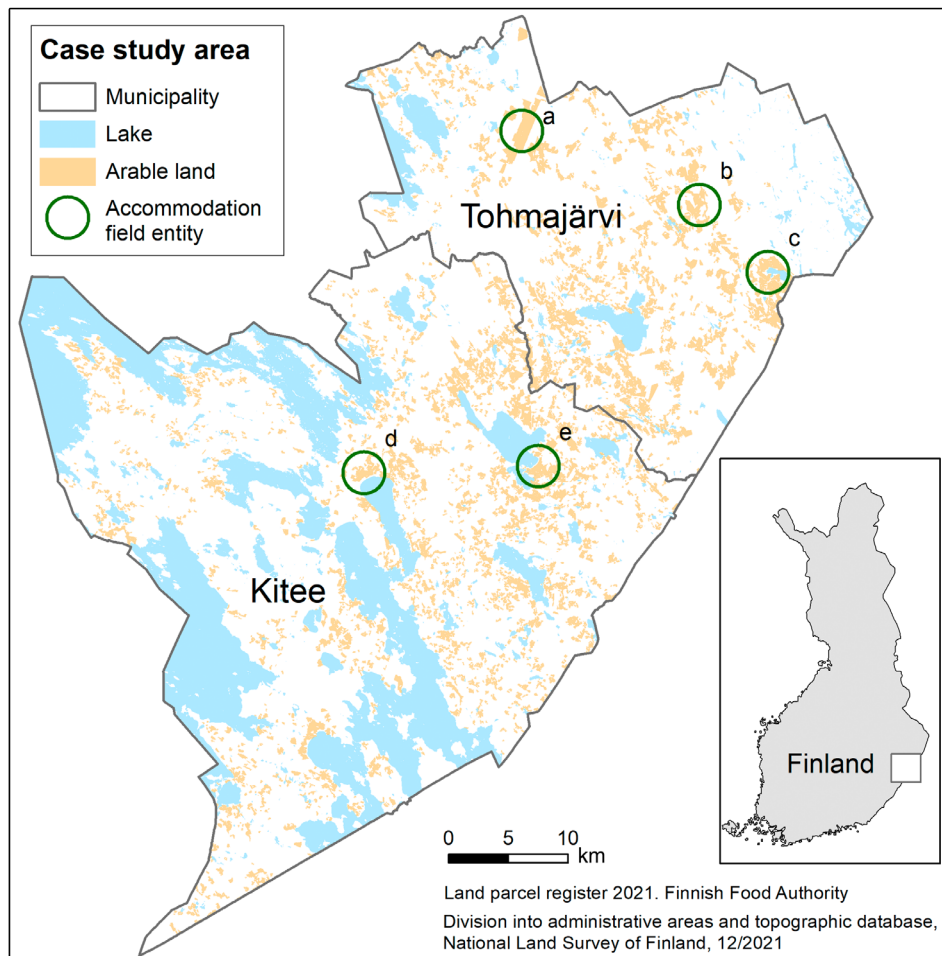 Case study area
Municipality
Lake
Arable land
Accommodation
field entity
a
b
Tohmajärvi
c
d
e
Kitee
Finland
0 5 10
km
Land parcel register 2021. Finnish Food Authority
Division into administrative areas and topographic database,
National Land Survey of Finland, 12/2021